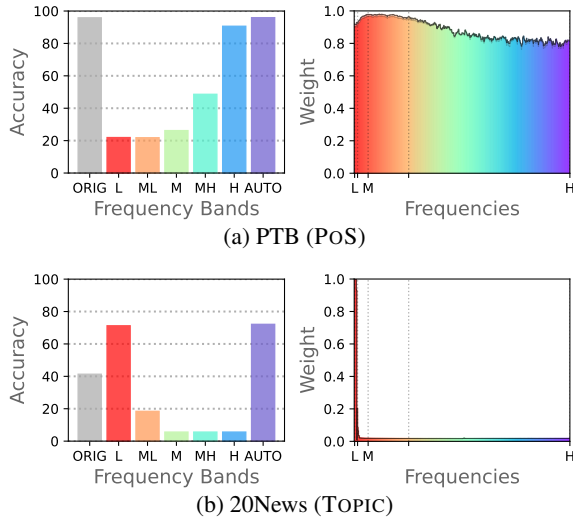 100
80
60
40
20
0
Accuracy
ORIG L ML M MH H AUTO
Frequency Bands
1.0
0.8
0.6
0.4
0.2
0.0
Weight
L M H
Frequencies
(a) PTB (POS)
100
80
60
40
20
0
Accuracy
ORIG L ML M MH H AUTO
Frequency Bands
1.0
0.8
0.6
0.4
0.2
0.0
Weight
L M H
Frequencies
(b) 20News (TOPIC)